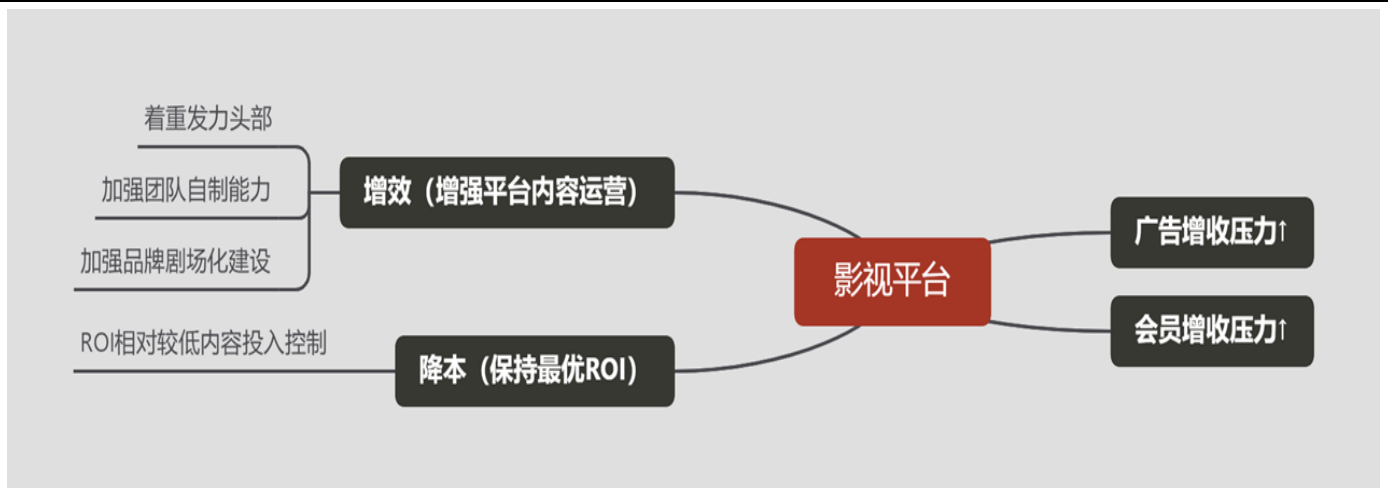 着重发力头部
加强团队自制能力
加强品牌剧场化建设
增效（增强平台内容运营）
ROI相对较低内容投入控制
降本（保持最优ROI）
影视平台
广告增收压力↑
会员增收压力↑